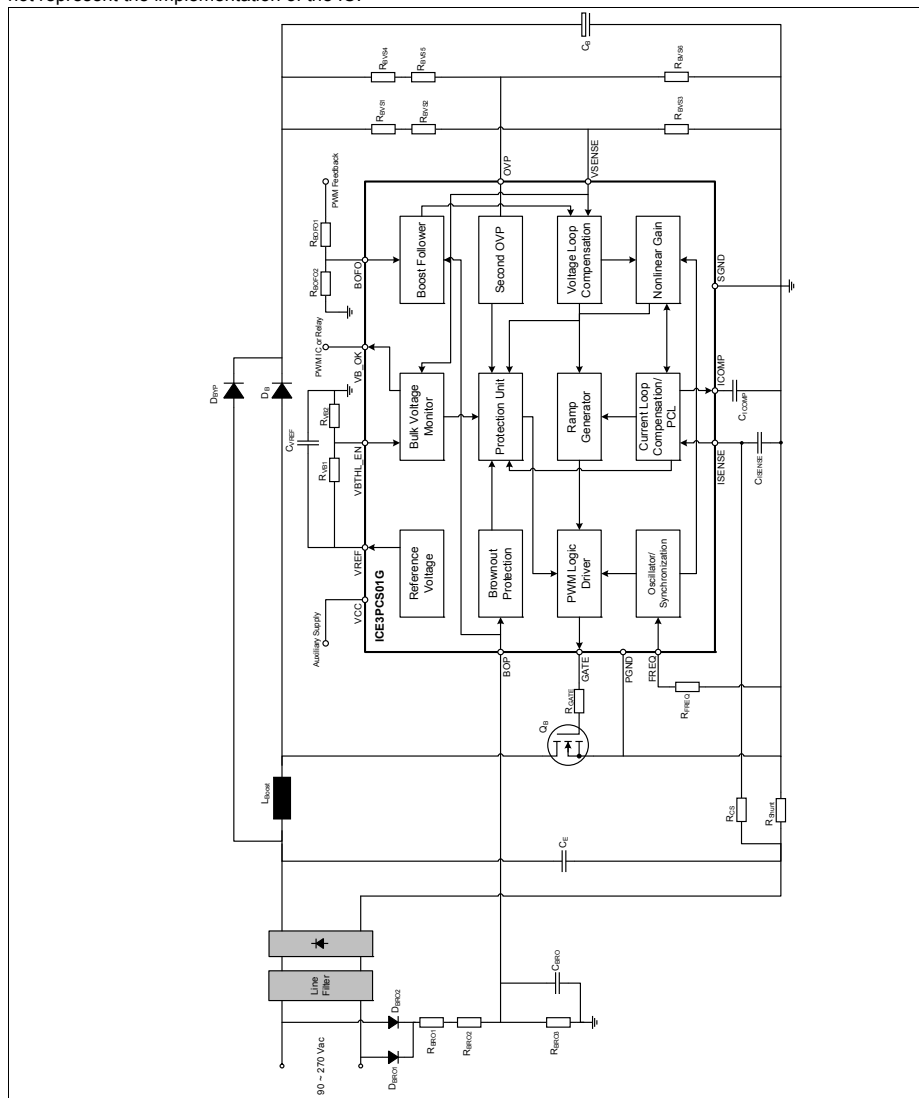 not represent the implementation of the IC.
CB
RBVS4
RBVS5
RBVS6
RBVS1
RBVS2
RBVS3
OVP
VSENSE
PWM Feedback
RBOFO1
RBOFO2
BOFO
Boost Follower
Second OVP
Voltage Loop
Compensation
Nonlinear Gain
SGND
PWM IC or Relay
VB_OK
DBYP
DB
CVREF
RVB2
RVB1
VBTHL_EN
Bulk Voltage
Monitor
Protection Unit
Ramp
Generator
Current Loop
Compensation/
PCL
ICOMP
CICOMP
ISENSE
CISENSE
VREF
Reference
Voltage
Brownout
Protection
PWM Logic
Driver
Oscillator/
Synchronization
VCC
Auxiliary Supply
ICE3PCS01G
BOP
GATE
PGND
FREQ
RGATE
RFREQ
QB
LBoost
RCS
RShunt
CE
Line
Filter
90 ~ 270 Vac
DBRO2
DBRO1
RBRO1
RBRO2
RBRO3
CBRO